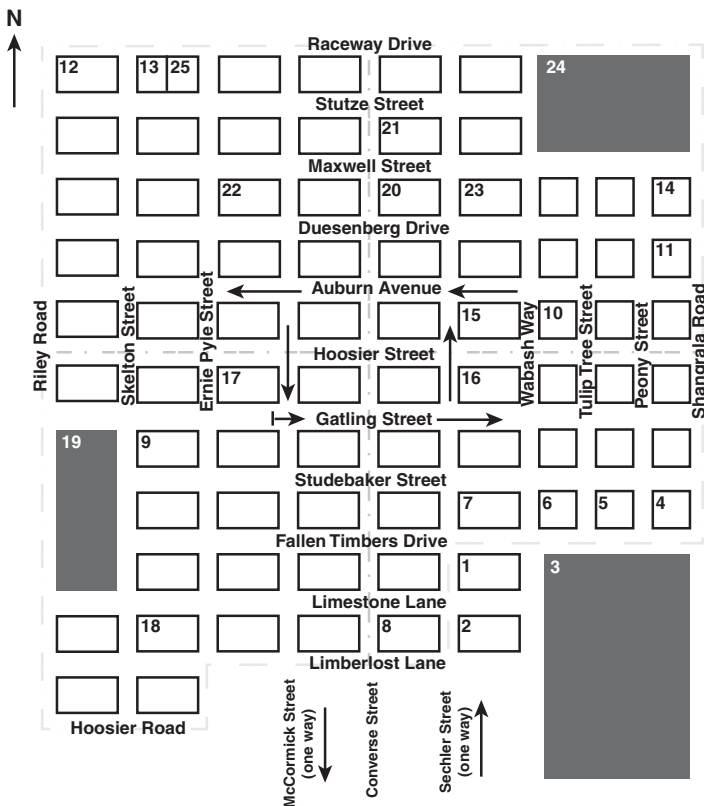 N
Raceway Drive
12
13
25
24
Stutze Street
21
Maxwell Street
22
20
23
14
Duesenberg Drive
11
Auburn Avenue
15
10
Riley Road
Skelton Street
Ernie Pyle Street
Hoosier Street
Wabash Way
Tulip Tree Street
Peony Street
Shangrala Road
17
16
Gatling Street
19
9
Studebaker Street
7
6
5
4
Fallen Timbers Drive
1
3
Limestone Lane
18
8
2
Limberlost Lane
Hoosier Road
McCormick Street
(one way)
Converse Street
Sechler Street
(one way)